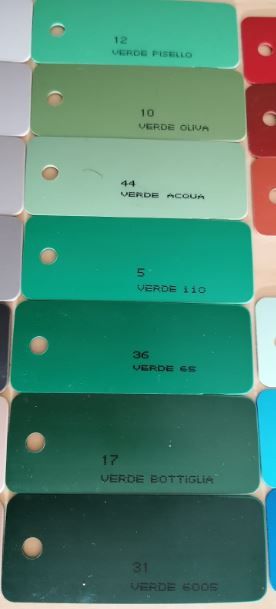 12
VERDE PISELLO
10
VERDE OLIVA
44
VERDE ACQUA
5
VERDE 110
36
VERDE 65
17
VERDE BOTTIGLIA
31
VERDE 6005